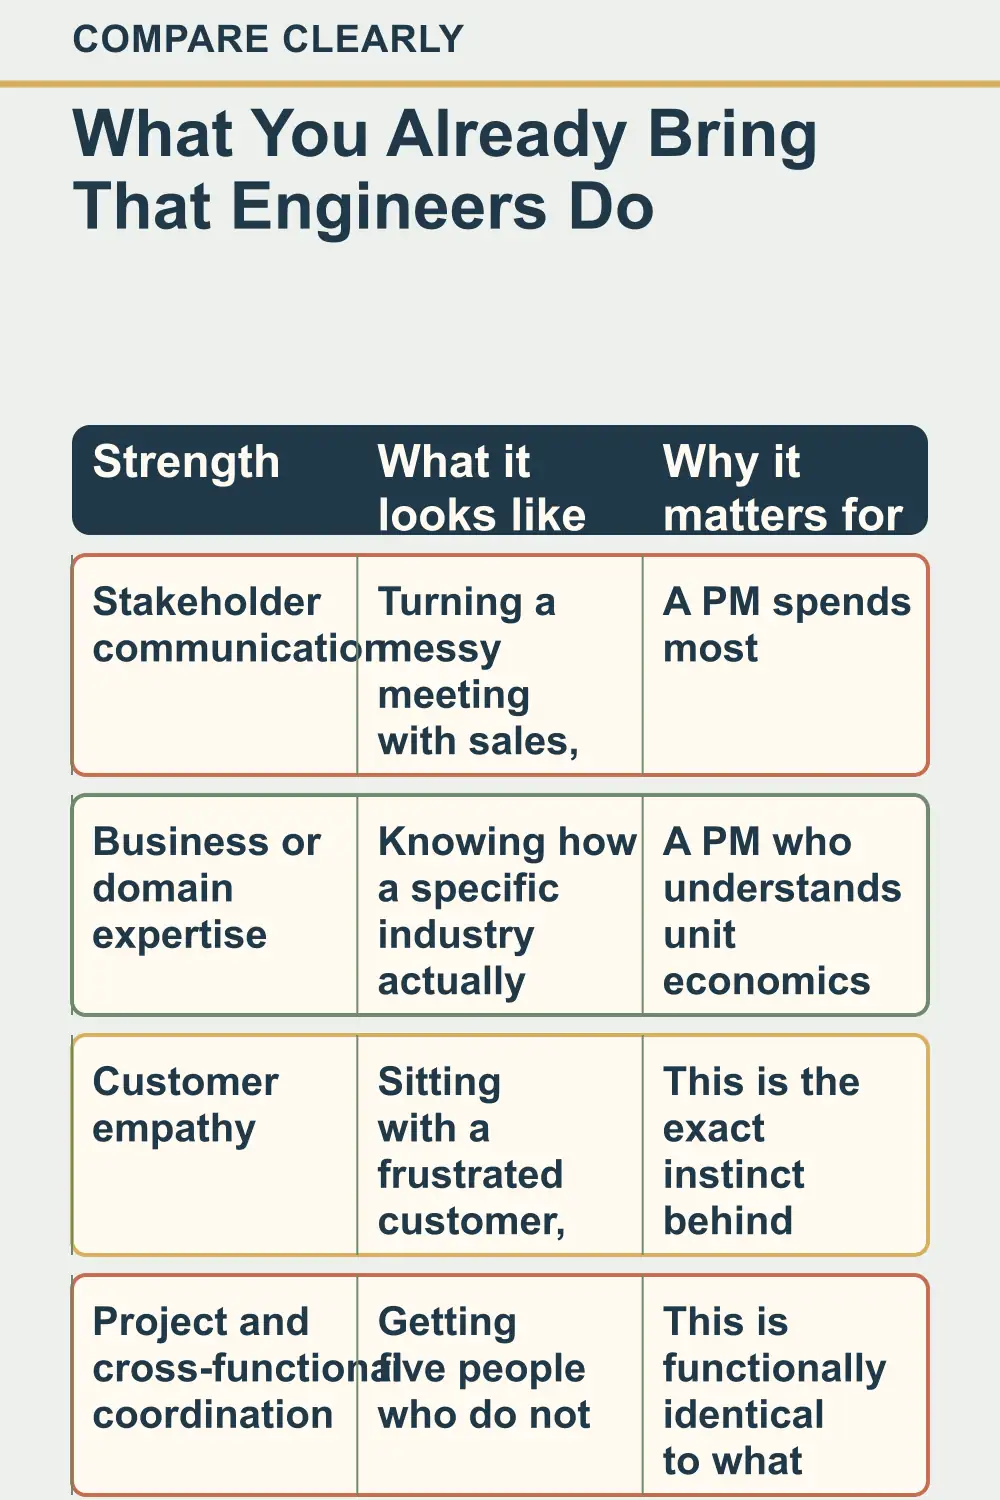 COMPARE CLEARLY
What You Already Bring
That Engineers Do
Strength
What it
looks like
Why it
matters for
Stakeholder
communication
Turning a
messy
meeting
with sales,
A PM spends
most
Business or
domain
expertise
Knowing how
a specific
industry
actually
A PM who
understands
unit
economics
Customer
empathy
Sitting
with a
frustrated
customer,
This is the
exact
instinct
behind
Project and
cross-functional
coordination
Getting
five people
who do not
This is
functionally
identical
to what